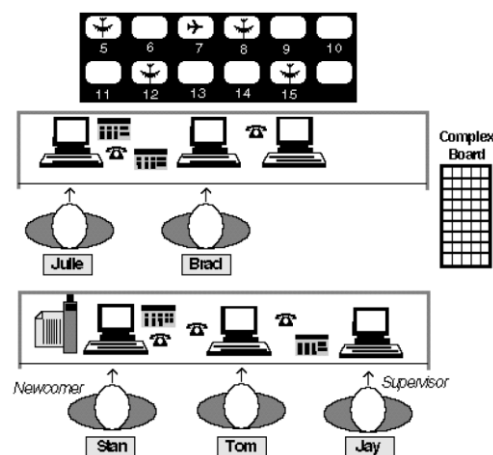 5 6 7 8 9 10
11 12 13 14 15
Complex
Board
Julie Brad
Newcomer Supervisor
Stan Tom Jay